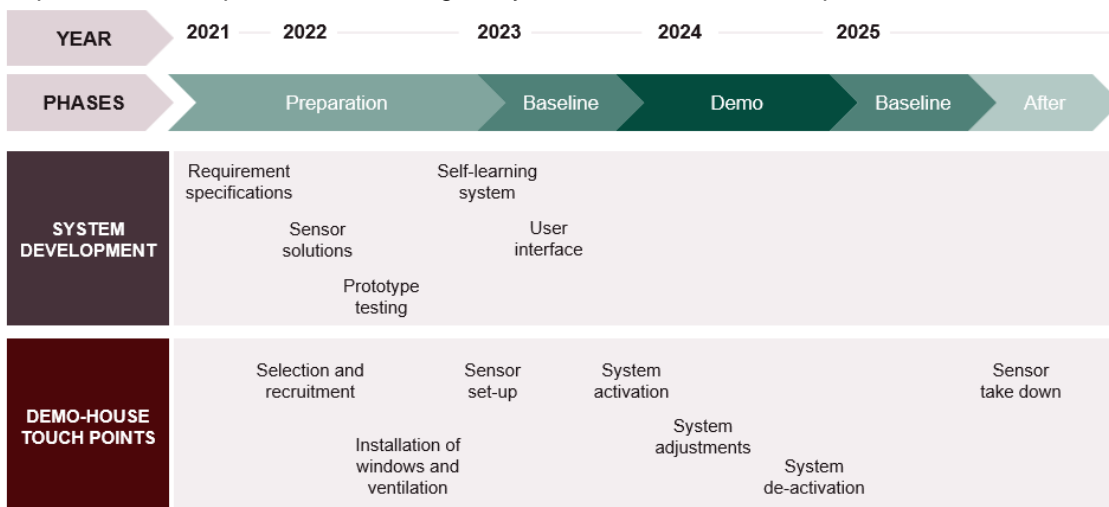 YEAR
2021 2022 2023 2024 2025
PHASES
Preparation Baseline Demo Baseline After
SYSTEM
DEVELOPMENT
Requirement
specifications
Self-learning
system
Sensor
solutions
User
interface
Prototype
testing
DEMO-HOUSE
TOUCH POINTS
Selection and
recruitment
Sensor
set-up
System
activation
Sensor
take down
Installation of
windows and
ventilation
System
adjustments
System
de-activation